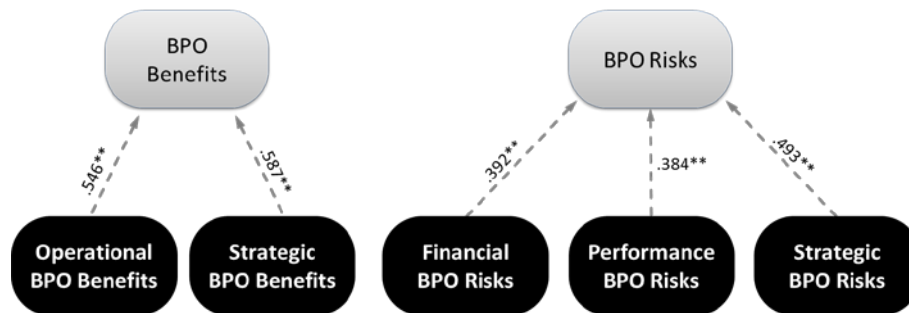 BPO
Benefits
BPO Risks
.546**
.587**
.392**
.384**
.493**
Operational
BPO Benefits
Strategic
BPO Benefits
Financial
BPO Risks
Performance
BPO Risks
Strategic
BPO Risks